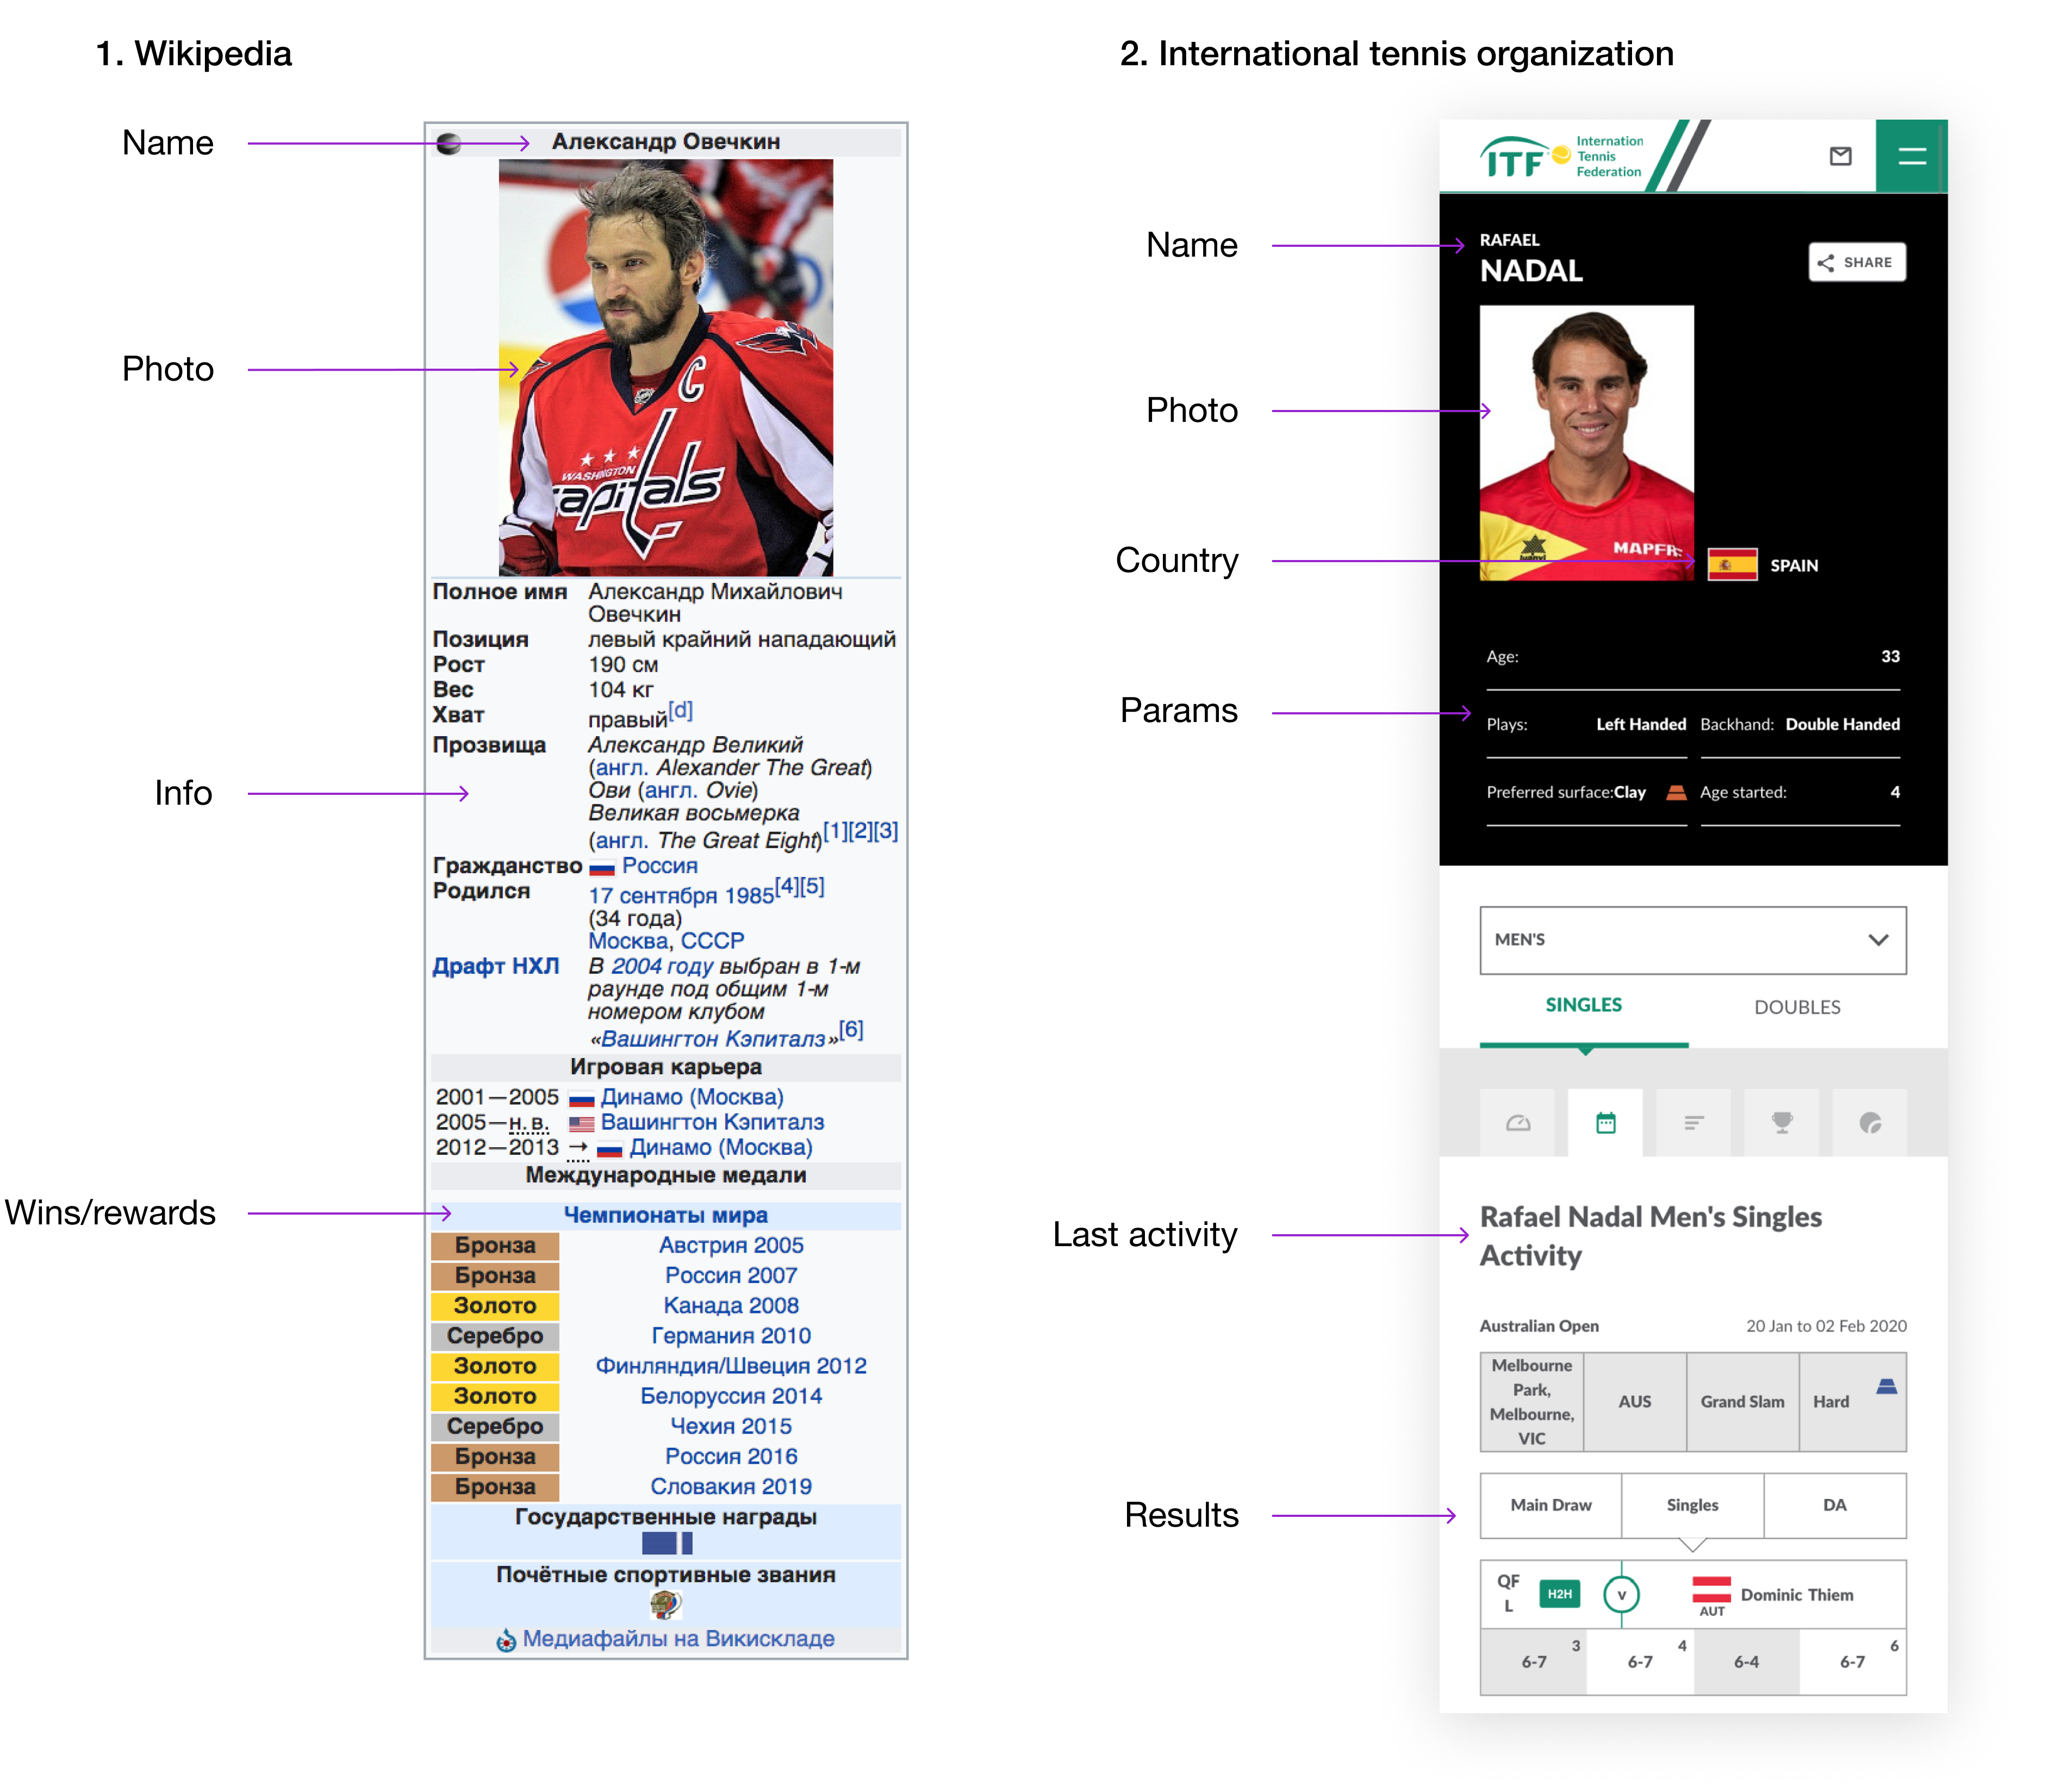 1. Wikipedia
Name
Photo
Info
Wins/rewards
Александр Овечкин
WASHINGTON
capitals
C
Полное имя Александр Михайлович
Овечкин
Позиция левый крайний нападающий
Рост 190 см
Вес 104 кг
Хват правый[d]
Прозвища Александр Великий
(англ. Alexander The Great)
Ови (англ. Ovie)
Великая восьмерка
(англ. The Great Eight)[1][2][3]
Гражданство Россия
Родился 17 сентября 1985[4][5]
(34 года)
Москва, СССР
Драфт НХЛ В 2004 году выбран в 1-м
раунде под общим 1-м
номером клубом
«Вашингтон Кэпиталз»[6]
Игровая карьера
2001—2005 Динамо (Москва)
2005—н.в. Вашингтон Кэпиталз
2012—2013 → Динамо (Москва)
Международные медали
Чемпионаты мира
Бронза Австрия 2005
Бронза Россия 2007
Золото Канада 2008
Серебро Германия 2010
Золото Финляндия/Швеция 2012
Золото Белоруссия 2014
Серебро Чехия 2015
Бронза Россия 2016
Бронза Словакия 2019
Государственные награды
Почётные спортивные звания
Медиафайлы на Викискладе
2. International tennis organization
Name
Photo
Country
Params
Last activity
Results
ITF
International
Tennis
Federation
RAFAEL
NADAL
SHARE
luanvi
MAPFR
SPAIN
Age: 33
Plays: Left Handed Backhand: Double Handed
Preferred surface:Clay Age started: 4
MEN'S
SINGLES DOUBLES
Rafael Nadal Men's Singles
Activity
Australian Open 20 Jan to 02 Feb 2020
Melbourne
Park,
Melbourne,
VIC
AUS
Grand Slam
Hard
Main Draw Singles DA
QF
L
H2H
v
AUT
Dominic Thiem
6-7 3 6-7 4 6-4 6-7 6